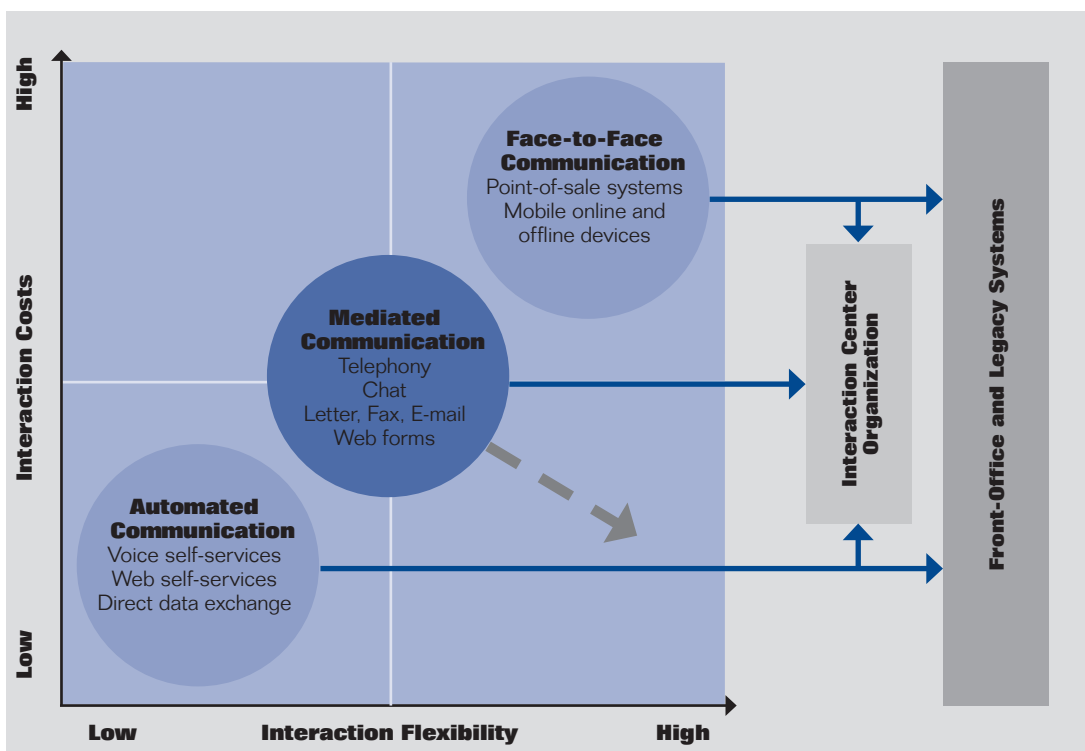 High
Interaction Costs
Low
Face-to-Face
Communication
Point-of-sale systems
Mobile online and
offline devices
Mediated
Communication
Telephony
Chat
Letter, Fax, E-mail
Web forms
Automated
Communication
Voice self-services
Web self-services
Direct data exchange
Interaction Center
Organization
Front-Office and Legacy Systems
Low
Interaction Flexibility
High